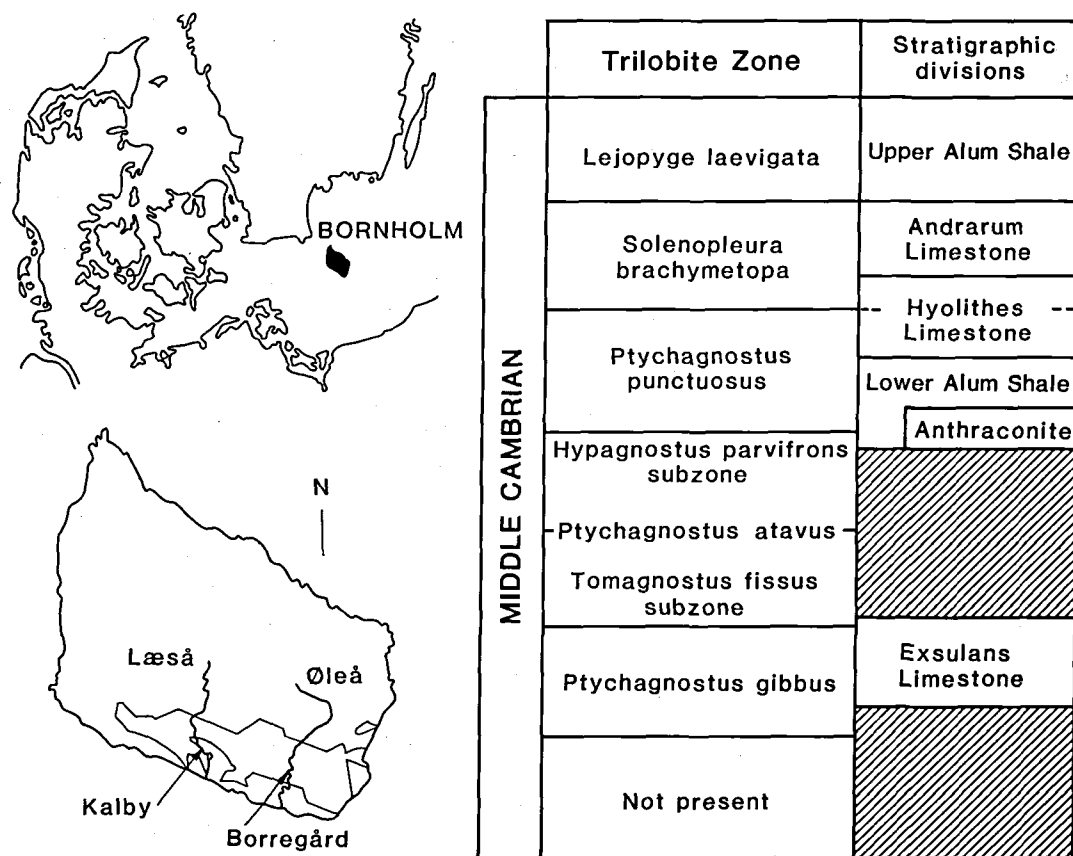 BORNHOLM
N
Læså
Øleå
Kalby
Borregård
Trilobite Zone
Stratigraphic
divisions
MIDDLE CAMBRIAN
Lejopyge laevigata
Upper Alum Shale
Solenopleura
brachymetopa
Andrarum
Limestone
Hyolithes
Limestone
Ptychagnostus
punctuosus
Lower Alum Shale
Anthraconite
Hypagnostus parvifrons
subzone
Ptychagnostus atavus
Tomagnostus fissus
subzone
Ptychagnostus gibbus
Exsulans
Limestone
Not present